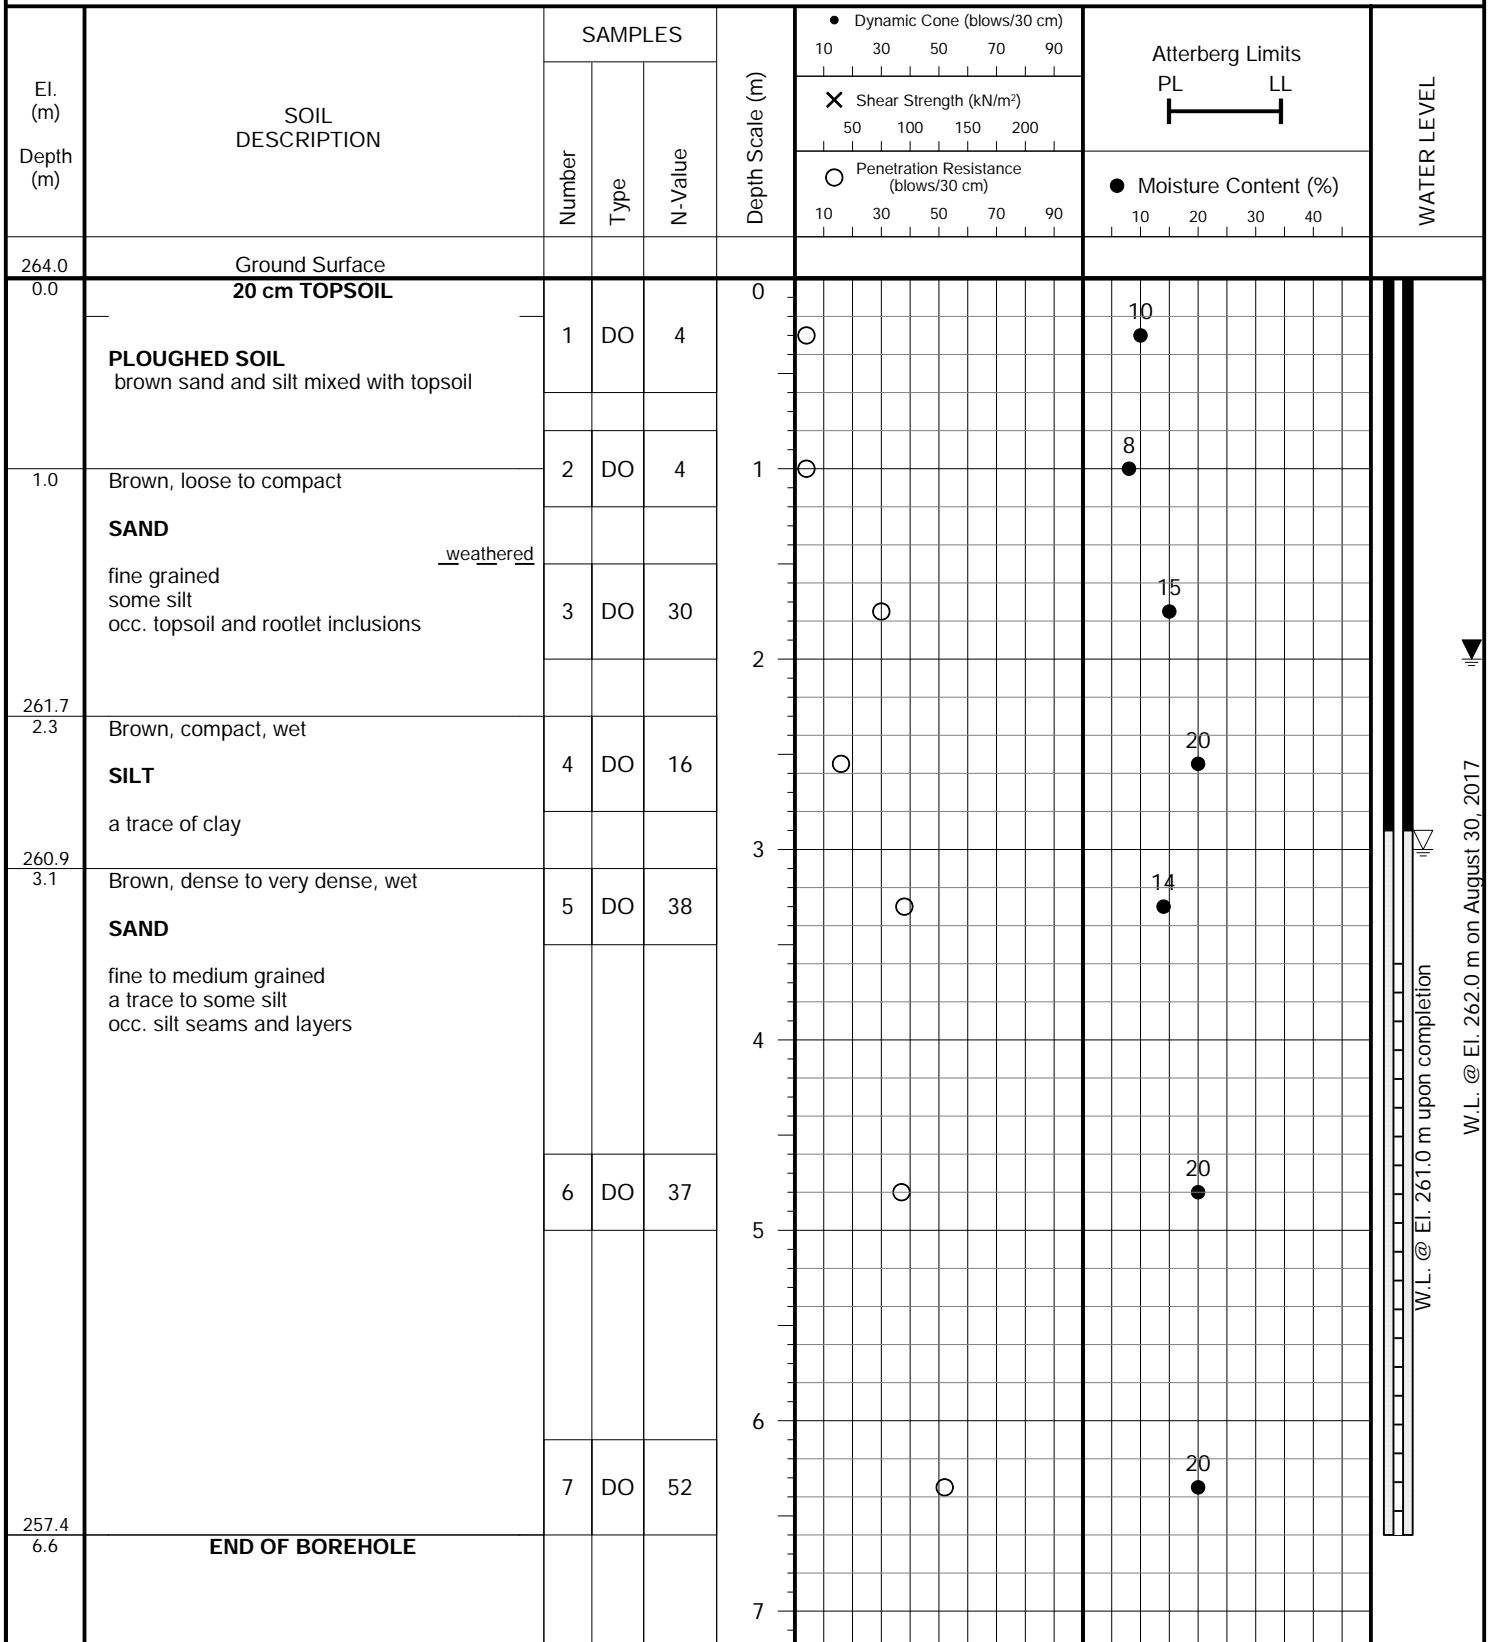 SAMPLES
El.
(m)
Depth
(m)
SOIL
DESCRIPTION
Number
Type
N-Value
Depth Scale (m)
Dynamic Cone (blows/30 cm)
10 30 50 70 90
Shear Strength (kN/m²)
50 100 150 200
Penetration Resistance
(blows/30 cm)
10 30 50 70 90
Atterberg Limits
PL LL
Moisture Content (%)
10 20 30 40
WATER LEVEL
264.0 Ground Surface
0.0 20 cm TOPSOIL 0
10
1 DO 4
PLOUGHED SOIL
brown sand and silt mixed with topsoil
8
2 DO 4 1
1.0 Brown, loose to compact
SAND
weathered
fine grained
some silt
occ. topsoil and rootlet inclusions
15
3 DO 30
2
261.7
2.3 Brown, compact, wet
20
SILT
4 DO 16
a trace of clay
3
260.9
3.1 Brown, dense to very dense, wet
14
5 DO 38
SAND
fine to medium grained
a trace to some silt
occ. silt seams and layers
4
20
6 DO 37
5
6
20
7 DO 52
257.4
6.6 END OF BOREHOLE
7
W.L. @ El. 261.0 m upon completion
W.L. @ El. 262.0 m on August 30, 2017